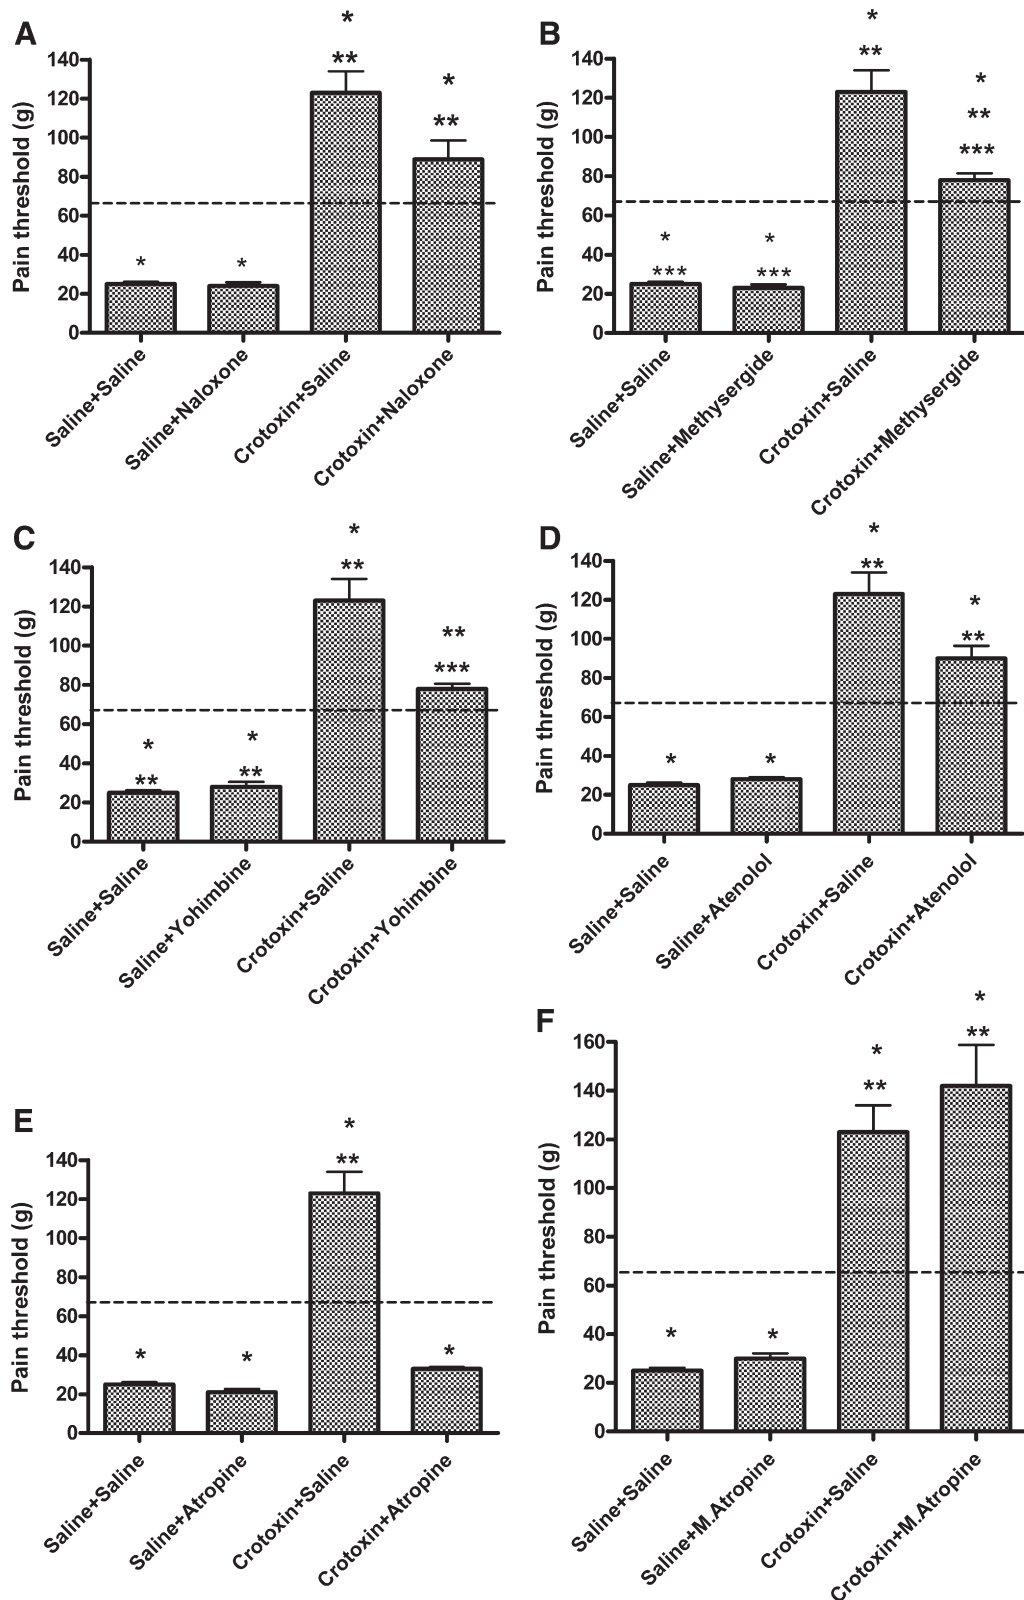 A
*
**
*
**
*
*
140
120
100
80
60
40
20
0
Pain threshold (g)
Saline+Saline
Saline+Naloxone
Crotoxin+Saline
Crotoxin+Naloxone
B
*
**
*
**
***
*
***
*
***
140
120
100
80
60
40
20
0
Pain threshold (g)
Saline+Saline
Saline+Methysergide
Crotoxin+Saline
Crotoxin+Methysergide
C
*
**
**
***
*
**
*
**
140
120
100
80
60
40
20
0
Pain threshold (g)
Saline+Saline
Saline+Yohimbine
Crotoxin+Saline
Crotoxin+Yohimbine
D
*
**
*
**
*
*
140
120
100
80
60
40
20
0
Pain threshold (g)
Saline+Saline
Saline+Atenolol
Crotoxin+Saline
Crotoxin+Atenolol
E
*
**
*
*
*
140
120
100
80
60
40
20
0
Pain threshold (g)
Saline+Saline
Saline+Atropine
Crotoxin+Saline
Crotoxin+Atropine
F
*
**
*
**
*
*
160
140
120
100
80
60
40
20
0
Pain threshold (g)
Saline+Saline
Saline+M.Atropine
Crotoxin+Saline
Crotoxin+M.Atropine